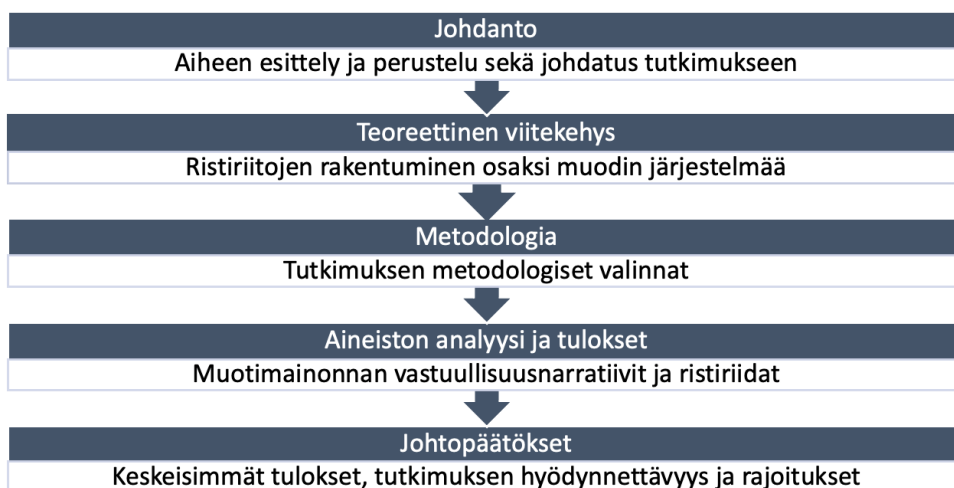 Johdanto
Aiheen esittely ja perustelu sekä johdatus tutkimukseen
Teoreettinen viitekehys
Ristiriitojen rakentuminen osaksi muodin järjestelmää
Metodologia
Tutkimuksen metodologiset valinnat
Aineiston analyysi ja tulokset
Muotimainonnan vastuullisuusnarratiivit ja ristiriidat
Johtopäätökset
Keskeisimmät tulokset, tutkimuksen hyödynnettävyys ja rajoitukset